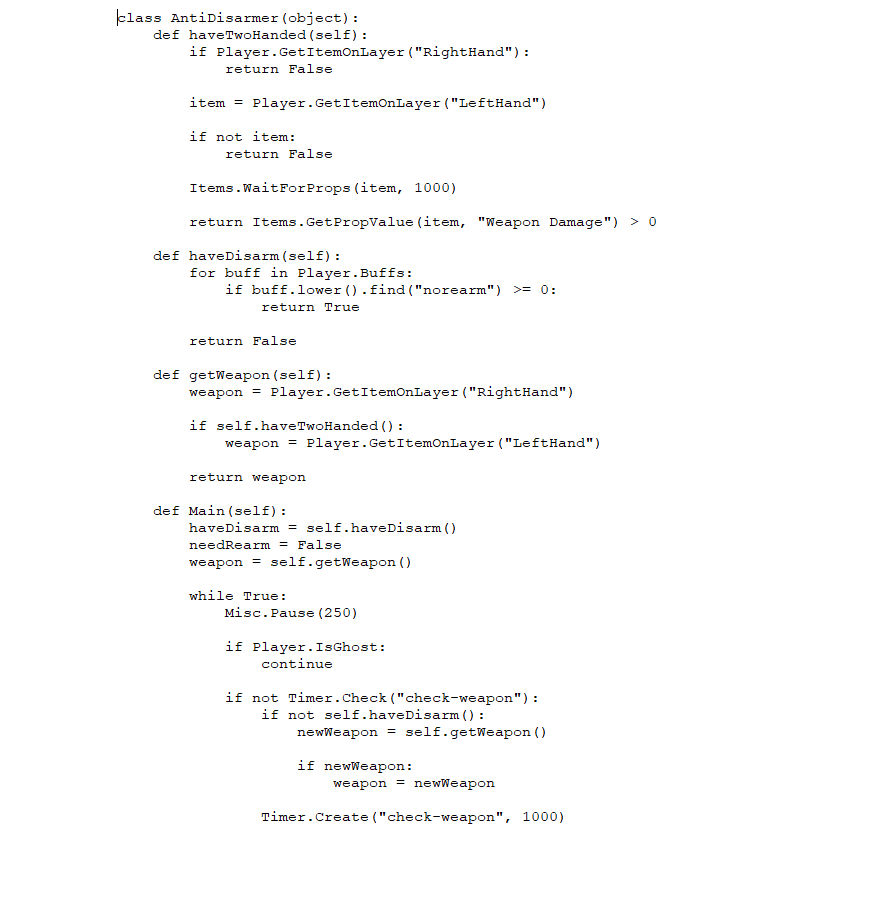 class AntiDisarmer(object):
    def haveTwoHanded(self):
        if Player.GetItemOnLayer("RightHand"):
            return False

        item = Player.GetItemOnLayer("LeftHand")

        if not item:
            return False

        Items.WaitForProps(item, 1000)

        return Items.GetPropValue(item, "Weapon Damage") > 0

    def haveDisarm(self):
        for buff in Player.Buffs:
            if buff.lower().find("norearm") >= 0:
                return True

        return False

    def getWeapon(self):
        weapon = Player.GetItemOnLayer("RightHand")

        if self.haveTwoHanded():
            weapon = Player.GetItemOnLayer("LeftHand")

        return weapon

    def Main(self):
        haveDisarm = self.haveDisarm()
        needRearm = False
        weapon = self.getWeapon()

        while True:
            Misc.Pause(250)

            if Player.IsGhost:
                continue

            if not Timer.Check("check-weapon"):
                if not self.haveDisarm():
                    newWeapon = self.getWeapon()

                    if newWeapon:
                        weapon = newWeapon

                Timer.Create("check-weapon", 1000)